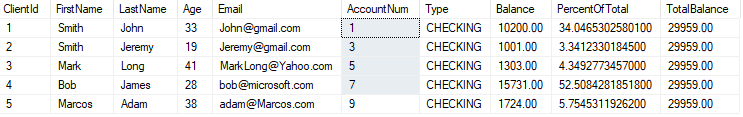 ClientId FirstName LastName Age Email AccountNum Type Balance PercentOfTotal TotalBalance
1 Smith John 33 John@gmail.com 1 CHECKING 10200.00 34.0465302580100 29959.00
2 Smith Jeremy 19 Jeremy@gmail.com 3 CHECKING 1001.00 3.3412330184500 29959.00
3 Mark Long 41 MarkLong@Yahoo.com 5 CHECKING 1303.00 4.3492773457000 29959.00
4 Bob James 28 bob@microsoft.com 7 CHECKING 15731.00 52.5084281851800 29959.00
5 Marcos Adam 38 adam@Marcos.com 9 CHECKING 1724.00 5.7545311926200 29959.00